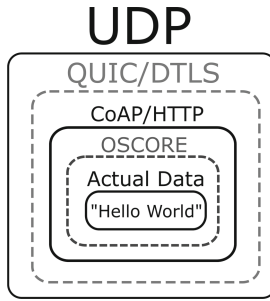 UDP
QUIC/DTLS
CoAP/HTTP
OSCORE
Actual Data
"Hello World"